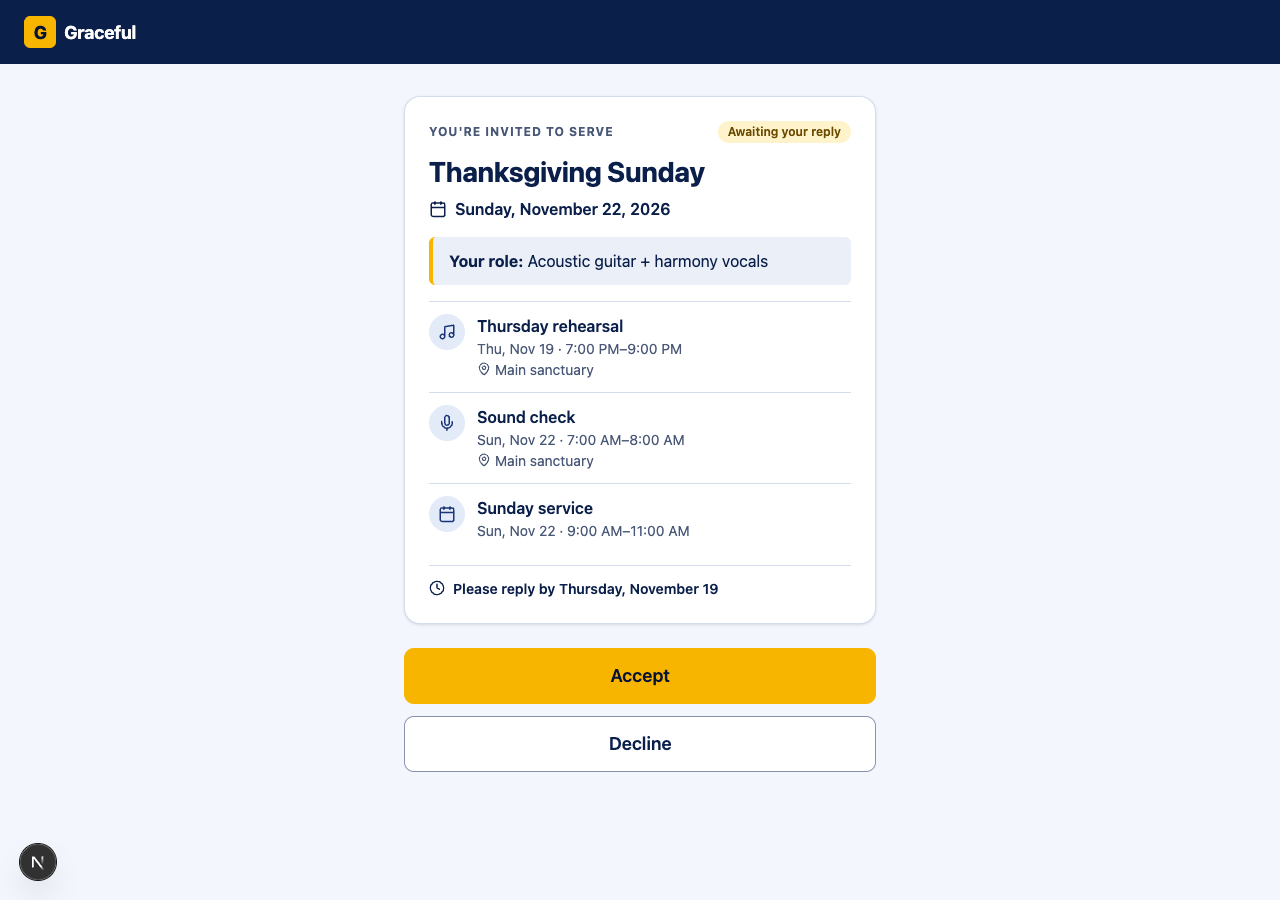 G Graceful
YOU'RE INVITED TO SERVE
Awaiting your reply
Thanksgiving Sunday
Sunday, November 22, 2026
Your role: Acoustic guitar + harmony vocals
Thursday rehearsal
Thu, Nov 19 · 7:00 PM–9:00 PM
Main sanctuary
Sound check
Sun, Nov 22 · 7:00 AM–8:00 AM
Main sanctuary
Sunday service
Sun, Nov 22 · 9:00 AM–11:00 AM
Please reply by Thursday, November 19
Accept
Decline
N